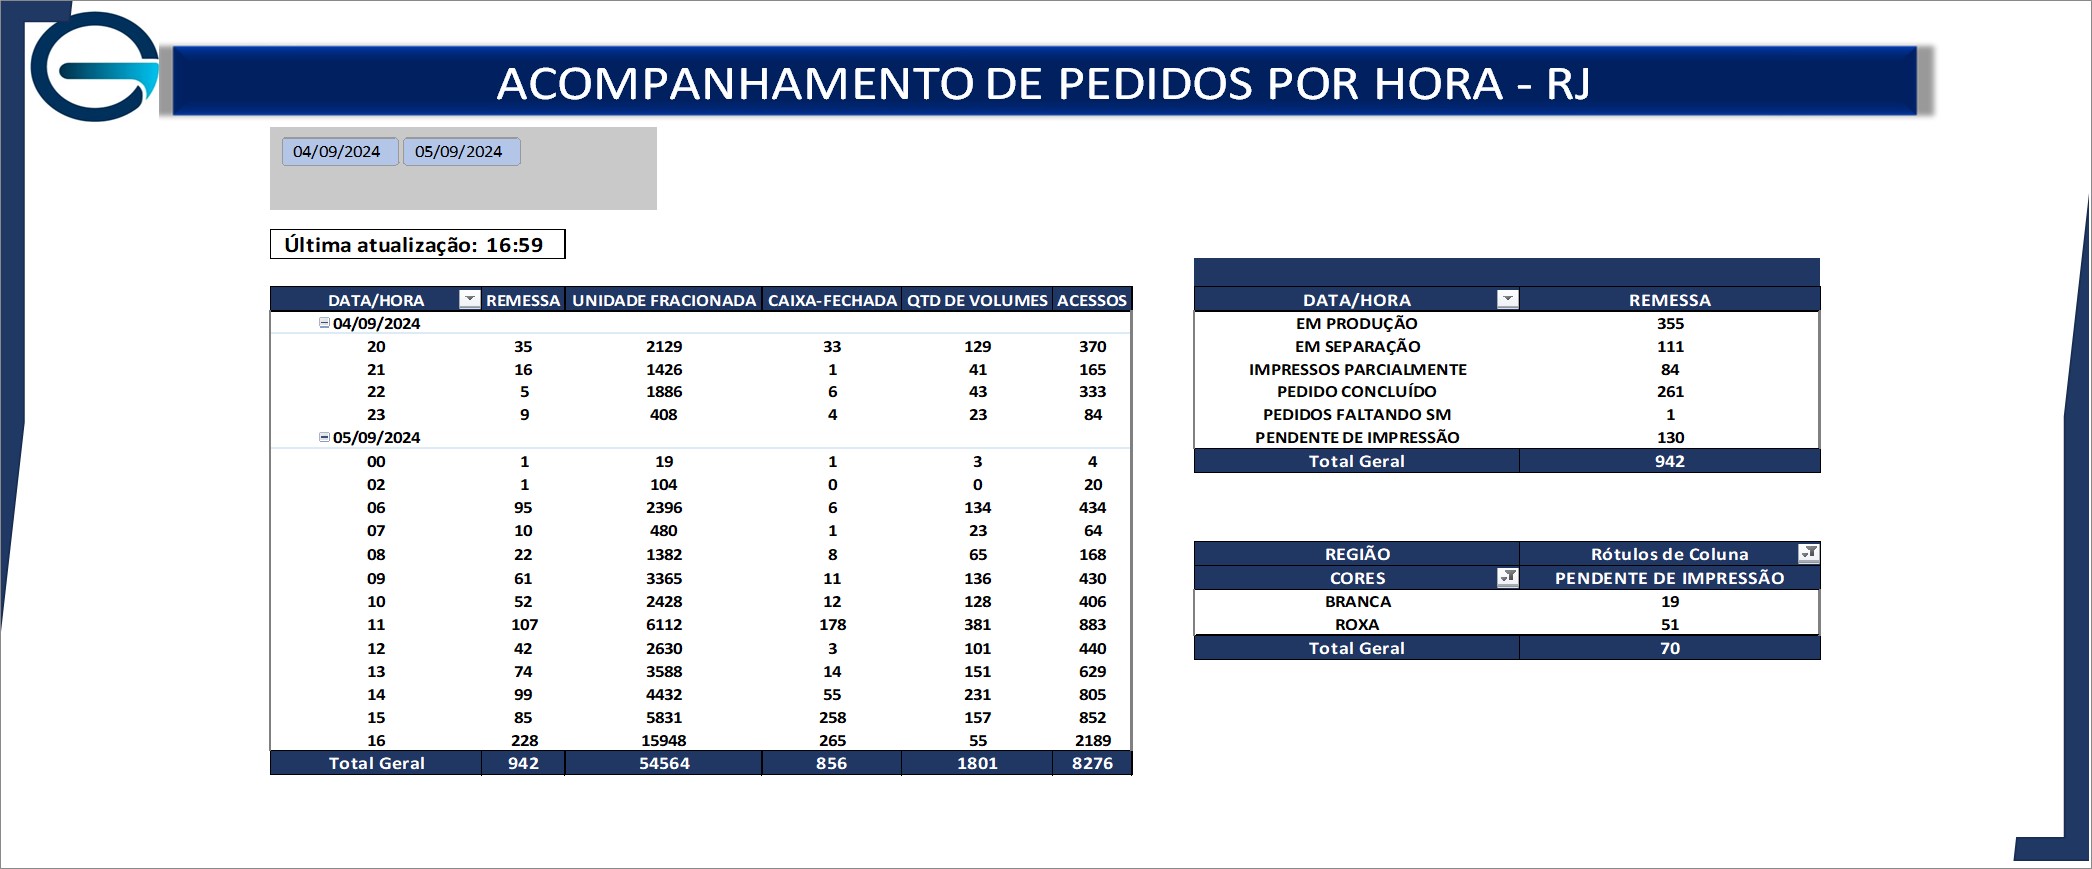 ACOMPANHAMENTO DE PEDIDOS POR HORA - RJ
04/09/2024 05/09/2024
Última atualização: 16:59
DATA/HORA REMESSA UNIDADE FRACIONADA CAIXA-FECHADA QTD DE VOLUMES ACESSOS
04/09/2024
20 35 2129 33 129 370
21 16 1426 1 41 165
22 5 1886 6 43 333
23 9 408 4 23 84
05/09/2024
00 1 19 1 3 4
02 1 104 0 0 20
06 95 2396 6 134 434
07 10 480 1 23 64
08 22 1382 8 65 168
09 61 3365 11 136 430
10 52 2428 12 128 406
11 107 6112 178 381 883
12 42 2630 3 101 440
13 74 3588 14 151 629
14 99 4432 55 231 805
15 85 5831 258 157 852
16 228 15948 265 55 2189
Total Geral 942 54564 856 1801 8276
DATA/HORA REMESSA
EM PRODUÇÃO 355
EM SEPARAÇÃO 111
IMPRESSOS PARCIALMENTE 84
PEDIDO CONCLUÍDO 261
PEDIDOS FALTANDO SM 1
PENDENTE DE IMPRESSÃO 130
Total Geral 942
REGIÃO Rótulos de Coluna
CORES PENDENTE DE IMPRESSÃO
BRANCA 19
ROXA 51
Total Geral 70